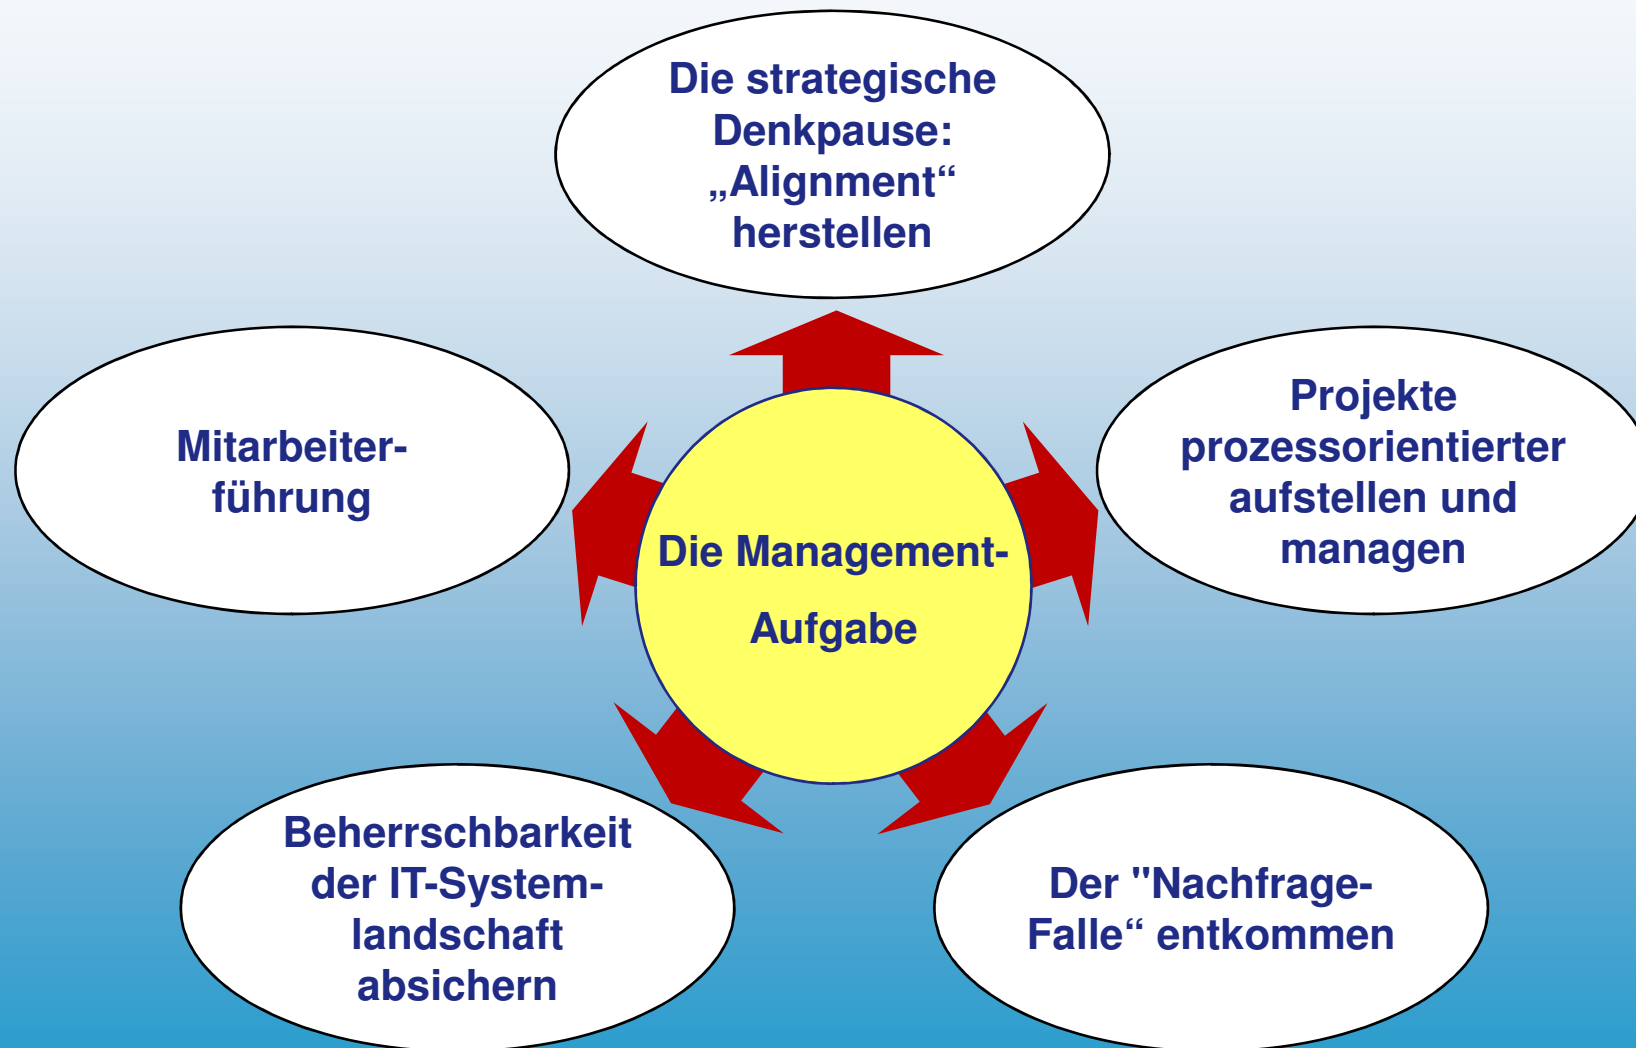 Die strategische
Denkpause:
„Alignment“
herstellen
Mitarbeiter-
führung
Projekte
prozessorientierter
aufstellen und
managen
Die Management-
Aufgabe
Beherrschbarkeit
der IT-System-
landschaft
absichern
Der "Nachfrage-
Falle“ entkommen